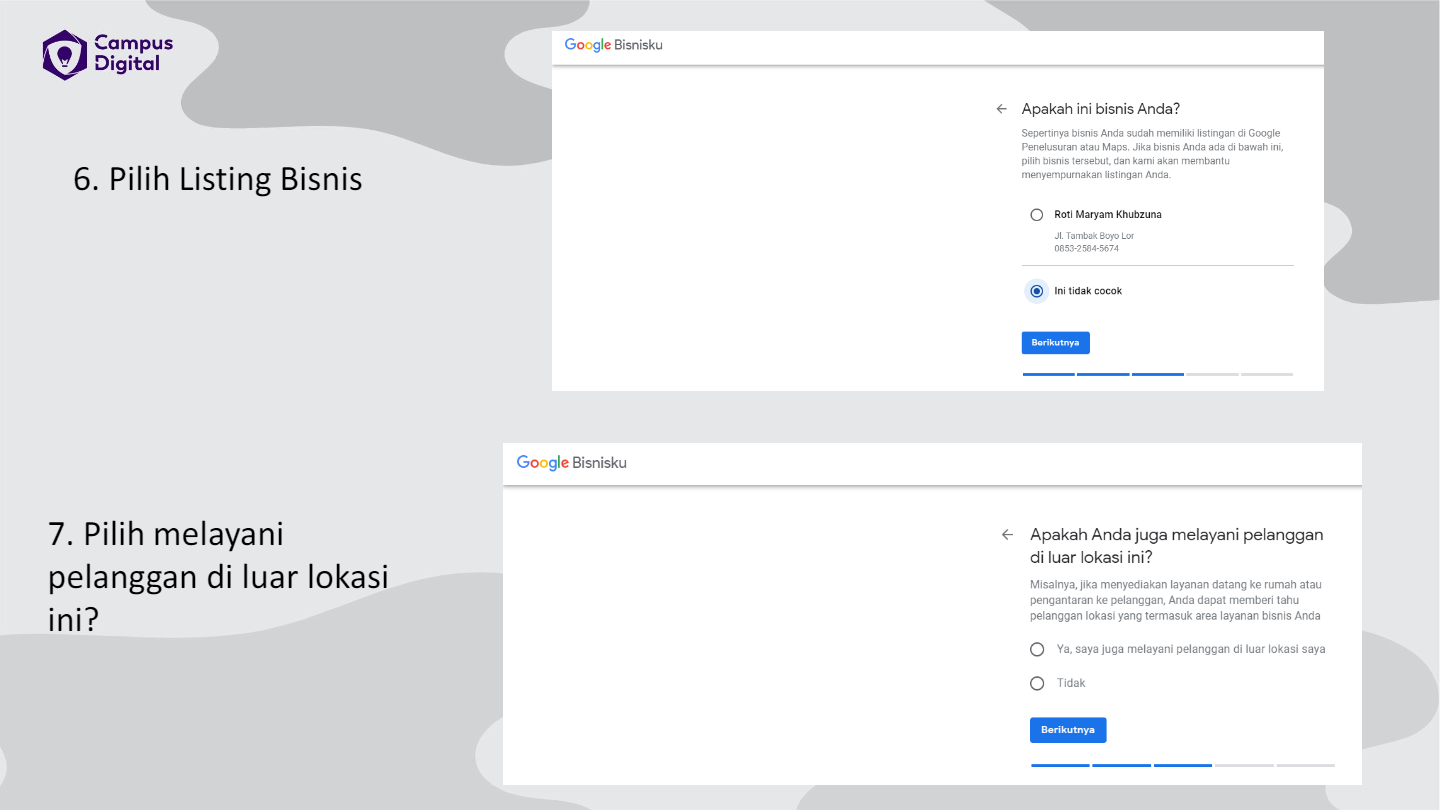 Campus
Digital
6. Pilih Listing Bisnis
Google Bisnisku
Apakah ini bisnis Anda?
Sepertinya bisnis Anda sudah memiliki listingan di Google
Penelusuran atau Maps. Jika bisnis Anda ada di bawah ini,
pilih bisnis tersebut, dan kami akan membantu
menyempurnakan listingan Anda.
Roti Maryam Khubzuna
Jl. Tambak Boyo Lor
0853-2584-5674
Ini tidak cocok
Berikutnya
7. Pilih melayani
pelanggan di luar lokasi
ini?
Google Bisnisku
Apakah Anda juga melayani pelanggan
di luar lokasi ini?
Misalnya, jika menyediakan layanan datang ke rumah atau
pengantaran ke pelanggan, Anda dapat memberi tahu
pelanggan lokasi yang termasuk area layanan bisnis Anda
Ya, saya juga melayani pelanggan di luar lokasi saya
Tidak
Berikutnya